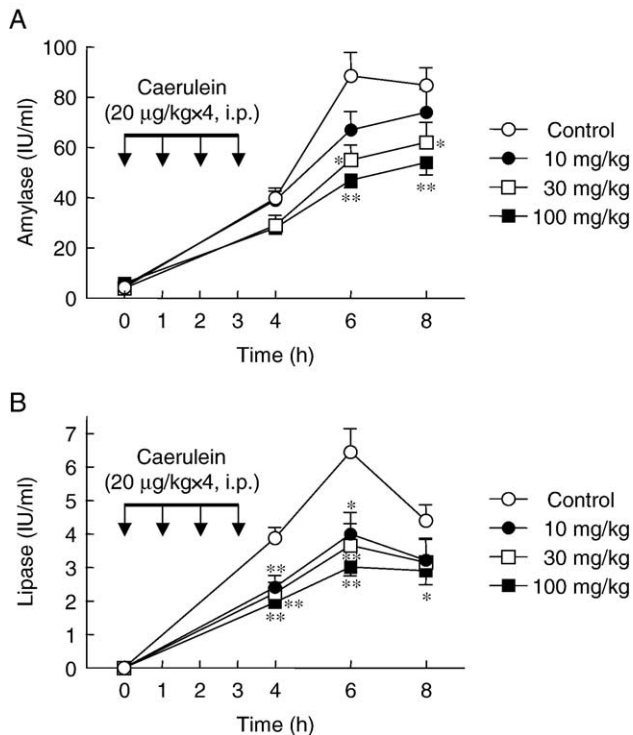 A
100
80
60
40
20
0
Amylase (IU/ml)
Caerulein
(20 µg/kg×4, i.p.)
*
**
*
**
0 1 2 3 4 6 8
Time (h)
Control
10 mg/kg
30 mg/kg
100 mg/kg
B
7
6
5
4
3
2
1
0
Lipase (IU/ml)
Caerulein
(20 µg/kg×4, i.p.)
**
**
**
*
**
**
*
0 1 2 3 4 6 8
Time (h)
Control
10 mg/kg
30 mg/kg
100 mg/kg